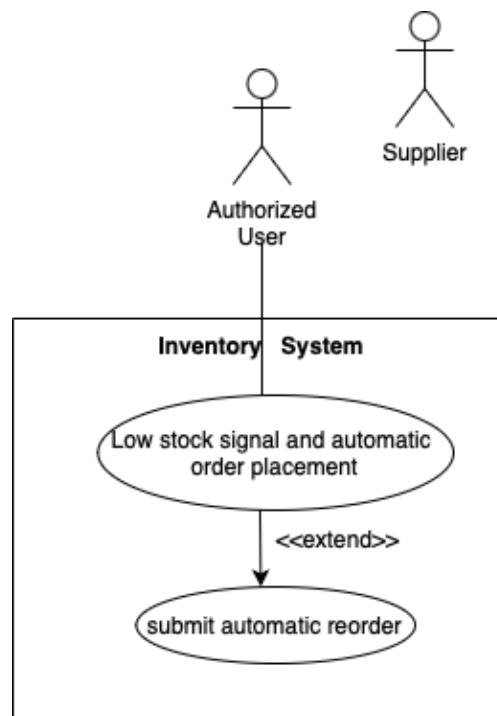 Supplier
Authorized
User
Inventory System
Low stock signal and automatic
order placement
<<extend>>
submit automatic reorder